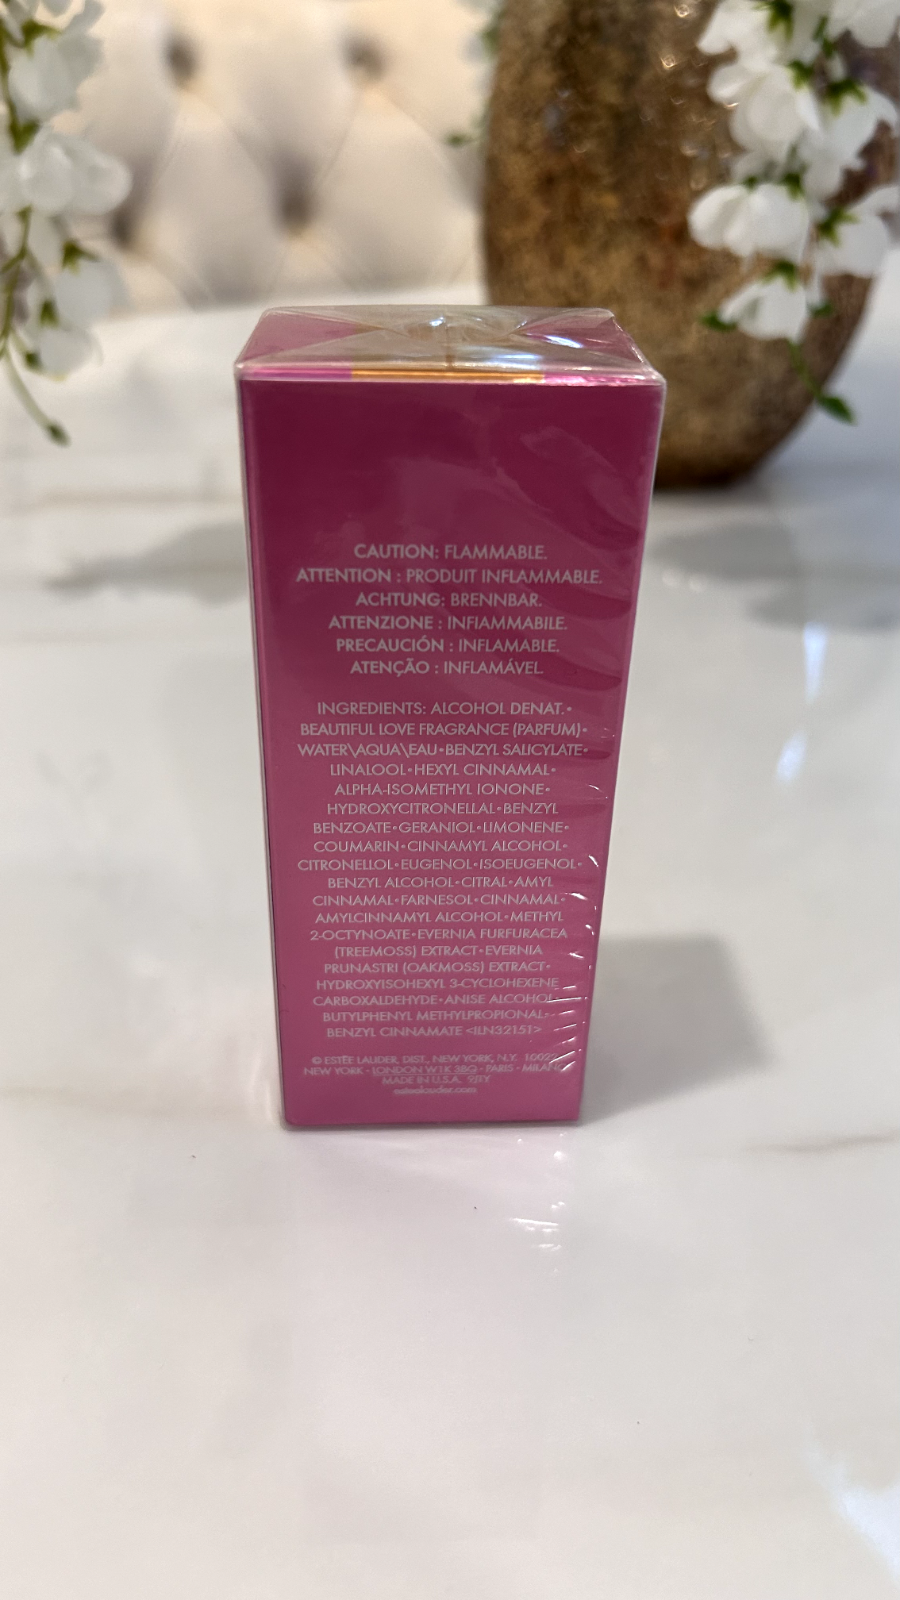 CAUTION: FLAMMABLE.
ATTENTION : PRODUIT INFLAMMABLE.
ACHTUNG: BRENNBAR.
ATTENZIONE : INFIAMMABILE.
PRECAUCIÓN : INFLAMABLE.
ATENÇÃO : INFLAMÁVEL.
INGREDIENTS: ALCOHOL DENAT.•
BEAUTIFUL LOVE FRAGRANCE (PARFUM)•
WATER\AQUA\EAU•BENZYL SALICYLATE•
LINALOOL•HEXYL CINNAMAL•
ALPHA-ISOMETHYL IONONE•
HYDROXYCITRONELLAL•BENZYL
BENZOATE•GERANIOL•LIMONENE•
COUMARIN•CINNAMYL ALCOHOL•
CITRONELLOL•EUGENOL•ISOEUGENOL•
BENZYL ALCOHOL•CITRAL•AMYL
CINNAMAL•FARNESOL•CINNAMAL•
AMYLCINNAMYL ALCOHOL•METHYL
2-OCTYNOATE•EVERNIA FURFURACEA
(TREEMOSS) EXTRACT•EVERNIA
PRUNASTRI (OAKMOSS) EXTRACT•
HYDROXYISOHEXYL 3-CYCLOHEXENE
CARBOXALDEHYDE•ANISE ALCOHOL•
BUTYLPHENYL METHYLPROPIONAL•
BENZYL CINNAMATE <ILN32151>
© ESTĒE LAUDER, DIST., NEW YORK, N.Y.
NEW YORK • LONDON W1K 3BQ • PARIS • MILANO
MADE IN U.S.A.
esteelauder.com